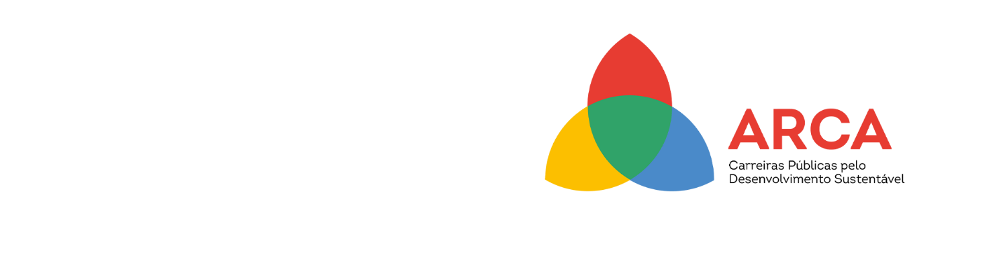 ARCA
Carreiras Públicas pelo
Desenvolvimento Sustentável